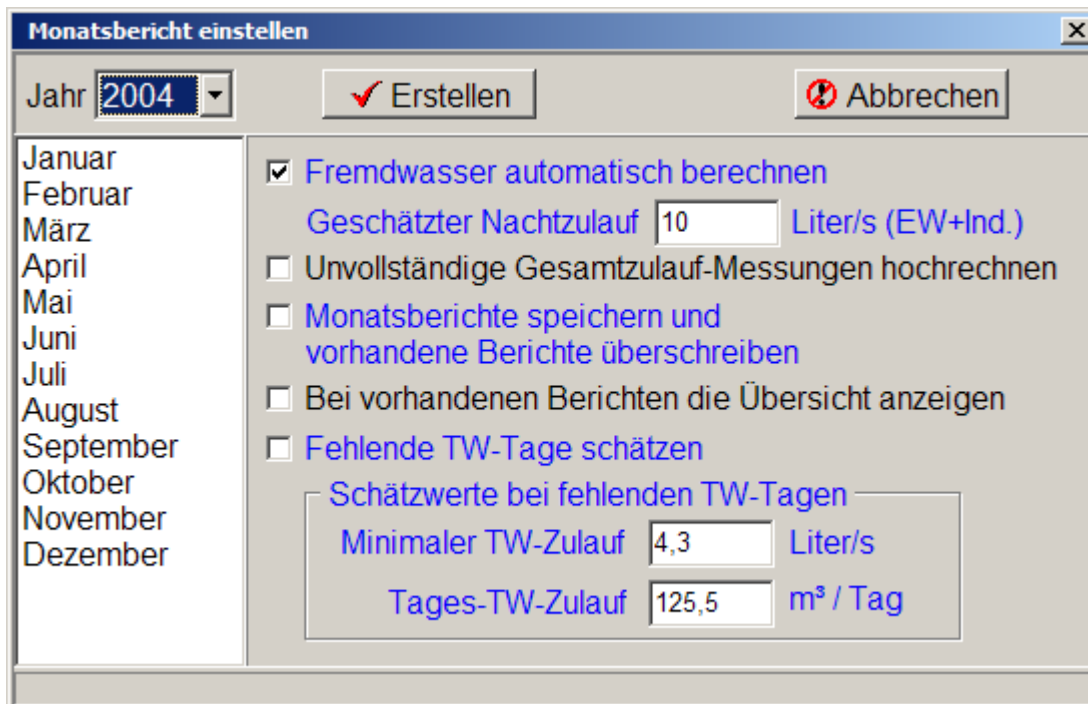 Monatsbericht einstellen
Jahr 2004 Erstellen Abbrechen
Januar
Februar
März
April
Mai
Juni
Juli
August
September
Oktober
November
Dezember
Fremdwasser automatisch berechnen
Geschätzter Nachtzulauf 10 Liter/s (EW+Ind.)
Unvollständige Gesamtzulauf-Messungen hochrechnen
Monatsberichte speichern und
vorhandene Berichte überschreiben
Bei vorhandenen Berichten die Übersicht anzeigen
Fehlende TW-Tage schätzen
Schätzwerte bei fehlenden TW-Tagen
Minimaler TW-Zulauf 4,3 Liter/s
Tages-TW-Zulauf 125,5 m³ / Tag